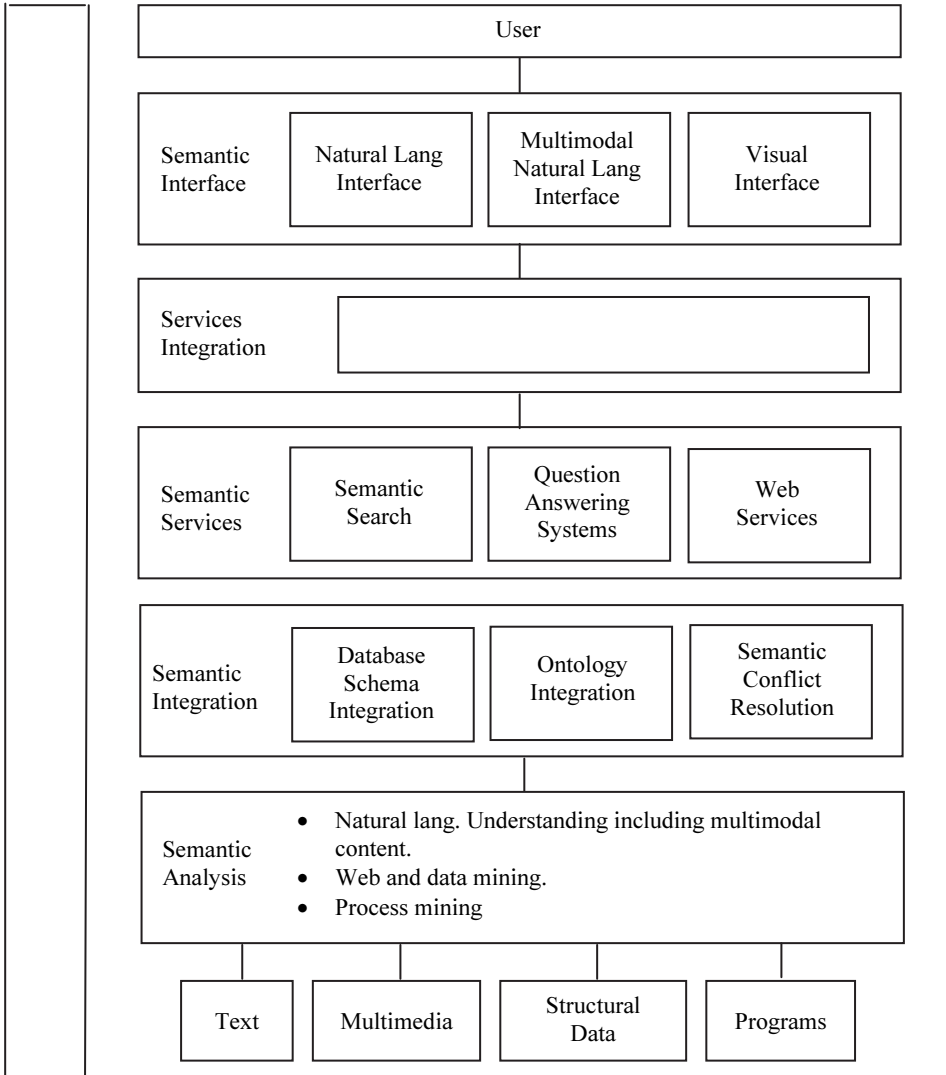 User
Semantic
Interface
Natural Lang
Interface
Multimodal
Natural Lang
Interface
Visual
Interface
Services
Integration
Semantic
Services
Semantic
Search
Question
Answering
Systems
Web
Services
Semantic
Integration
Database
Schema
Integration
Ontology
Integration
Semantic
Conflict
Resolution
Semantic
Analysis
• Natural lang. Understanding including multimodal
content.
• Web and data mining.
• Process mining
Text
Multimedia
Structural
Data
Programs